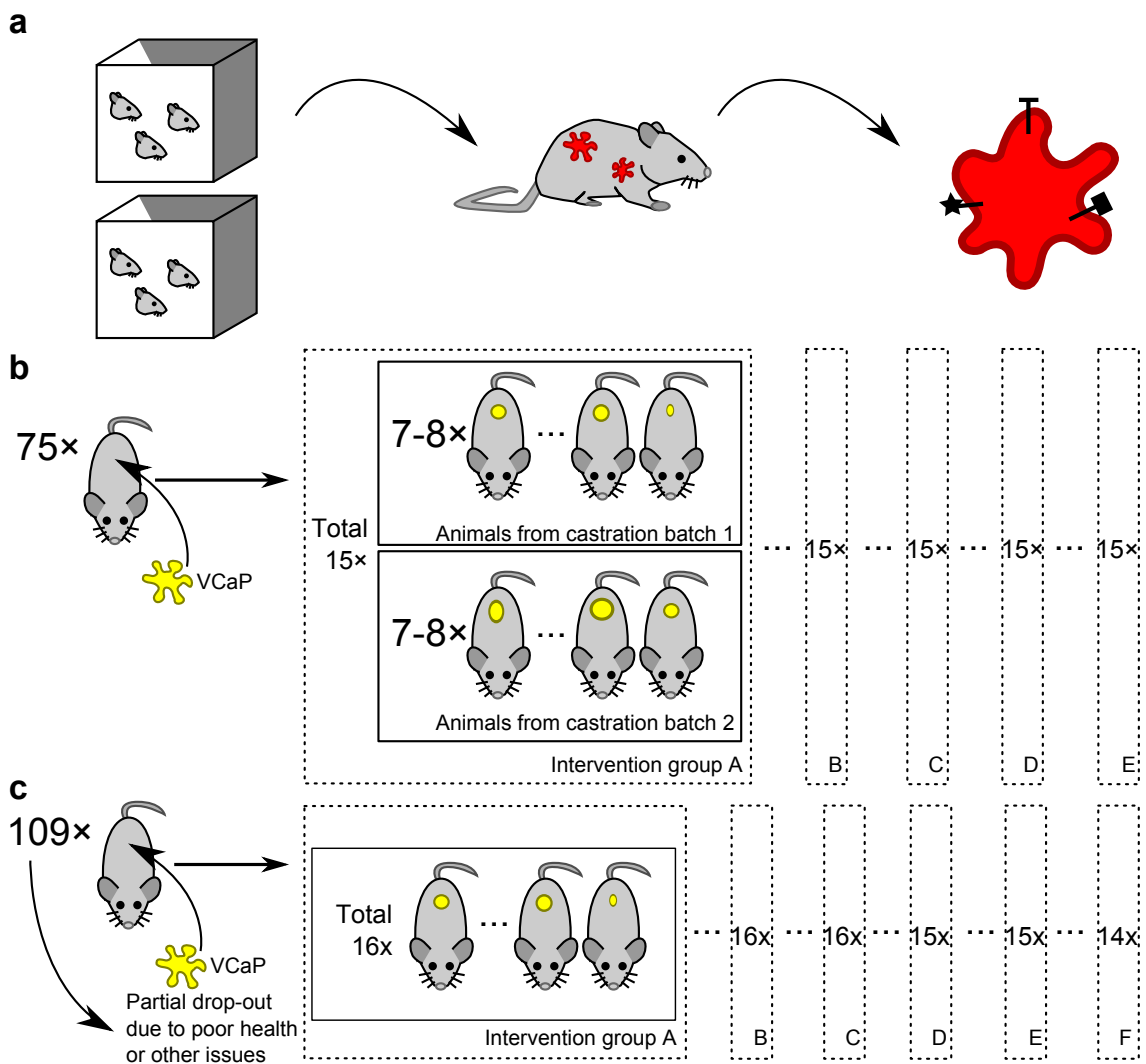 a
b
75×
VCaP
Total
15×
7-8×
...
Animals from castration batch 1
7-8×
...
Animals from castration batch 2
Intervention group A
... 15× ... 15× ... 15× ... 15×
B C D E
c
109×
VCaP
Partial drop-out
due to poor health
or other issues
Total
16x
...
Intervention group A
... 16x ... 16x ... 15x ... 15x ... 14x
B C D E F